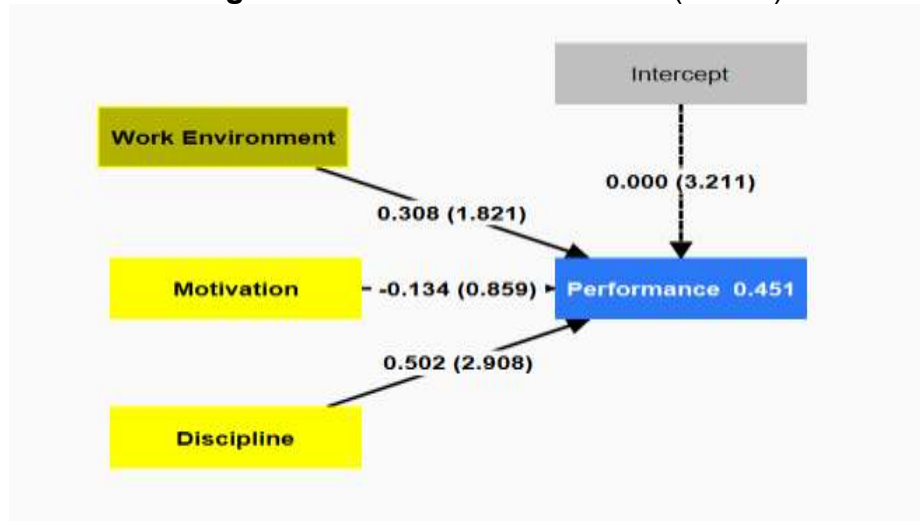 Intercept
Work Environment
0.000 (3.211)
0.308 (1.821)
Motivation
-0.134 (0.859)
Performance 0.451
0.502 (2.908)
Discipline